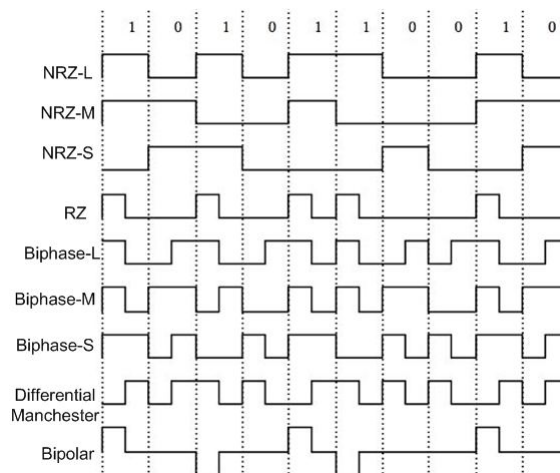 1 0 1 0 1 1 0 0 1 0
NRZ-L
NRZ-M
NRZ-S
RZ
Biphase-L
Biphase-M
Biphase-S
Differential
Manchester
Bipolar